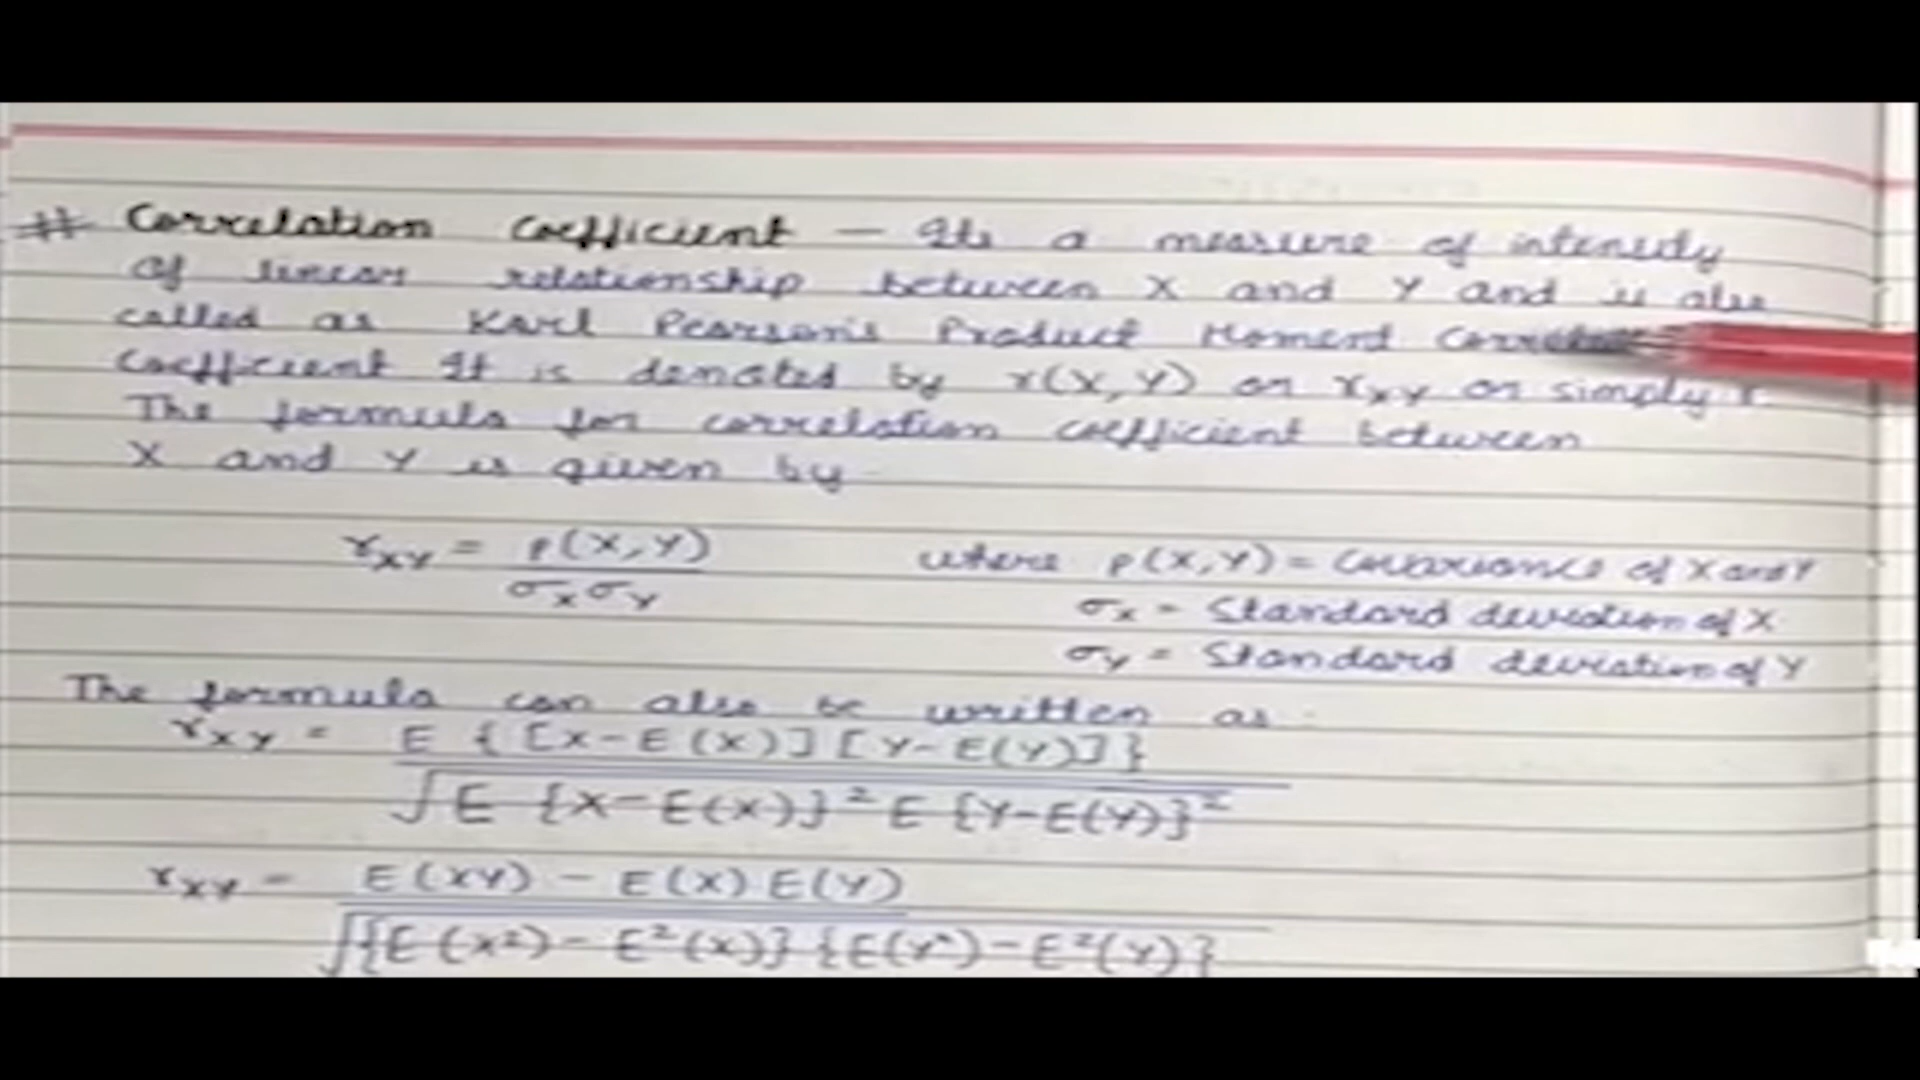 # Correlation Coefficient – Its a measure of intensity
of linear relationship between X and Y and is also
called as Karl Pearson's Product Moment
Coefficient It is denoted by r(X,Y) or rXY or simply r.
The formula for correlation coefficient between
X and Y is given by
rXY = p(X,Y) / σX σY where p(X,Y) = Covariance of X and Y
σX = Standard deviation of X
σY = Standard deviation of Y
The formula can also be written as
rXY = E {[X-E(X)] [Y-E(Y)]}
√E {X-E(X)}² E {Y-E(Y)}²
rXY = E(XY) - E(X) E(Y)
√{E(X²) - E²(X)} {E(Y²) - E²(Y)}